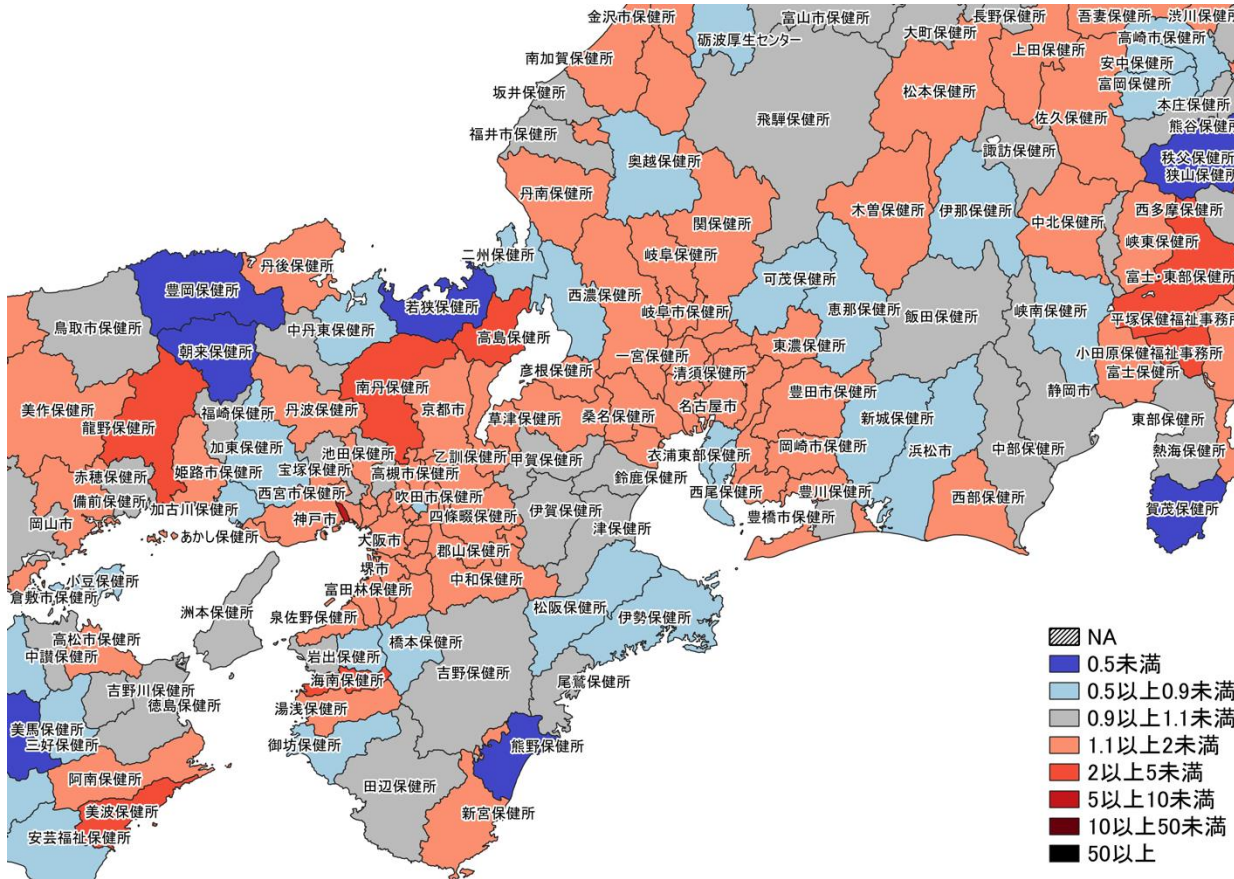 金沢市保健所
富山市保健所
長野保健所
吾妻保健所
渋川保健所
砺波厚生センター
大町保健所
高崎市保健所
南加賀保健所
上田保健所
安中保健所
坂井保健所
松本保健所
富岡保健所
本庄保健所
飛騨保健所
佐久保健所
熊谷保健所
福井市保健所
奥越保健所
諏訪保健所
秩父保健所
狭山保健所
丹南保健所
関保健所
木曽保健所
伊那保健所
中北保健所
西多摩保健所
二州保健所
岐阜保健所
峡東保健所
丹後保健所
可茂保健所
富士・東部保健所
豊岡保健所
若狭保健所
西濃保健所
岐阜市保健所
恵那保健所
飯田保健所
峡南保健所
平塚保健福祉事務所
鳥取市保健所
中丹東保健所
高島保健所
東濃保健所
朝来保健所
一宮保健所
小田原保健福祉事務所
彦根保健所
清須保健所
富士保健所
南丹保健所
豊田市保健所
静岡市
美作保健所
福崎保健所
丹波保健所
京都市
名古屋市
龍野保健所
草津保健所
桑名保健所
新城保健所
東部保健所
加東保健所
池田保健所
乙訓保健所
甲賀保健所
衣浦東部保健所
岡崎市保健所
浜松市
中部保健所
熱海保健所
赤穂保健所
姫路市保健所
宝塚保健所
高槻市保健所
鈴鹿保健所
備前保健所
西宮市保健所
吹田市保健所
西尾保健所
豊川保健所
西部保健所
加古川保健所
神戸市
四條畷保健所
伊賀保健所
豊橋市保健所
賀茂保健所
岡山市
あかし保健所
大阪市
津保健所
郡山保健所
堺市
小豆保健所
中和保健所
倉敷市保健所
富田林保健所
洲本保健所
泉佐野保健所
松阪保健所
伊勢保健所
高松市保健所
橋本保健所
中讃保健所
岩出保健所
吉野保健所
海南保健所
尾鷲保健所
吉野川保健所
徳島保健所
湯浅保健所
美馬保健所
御坊保健所
熊野保健所
三好保健所
阿南保健所
田辺保健所
美波保健所
新宮保健所
安芸福祉保健所
NA
0.5未満
0.5以上0.9未満
0.9以上1.1未満
1.1以上2未満
2以上5未満
5以上10未満
10以上50未満
50以上